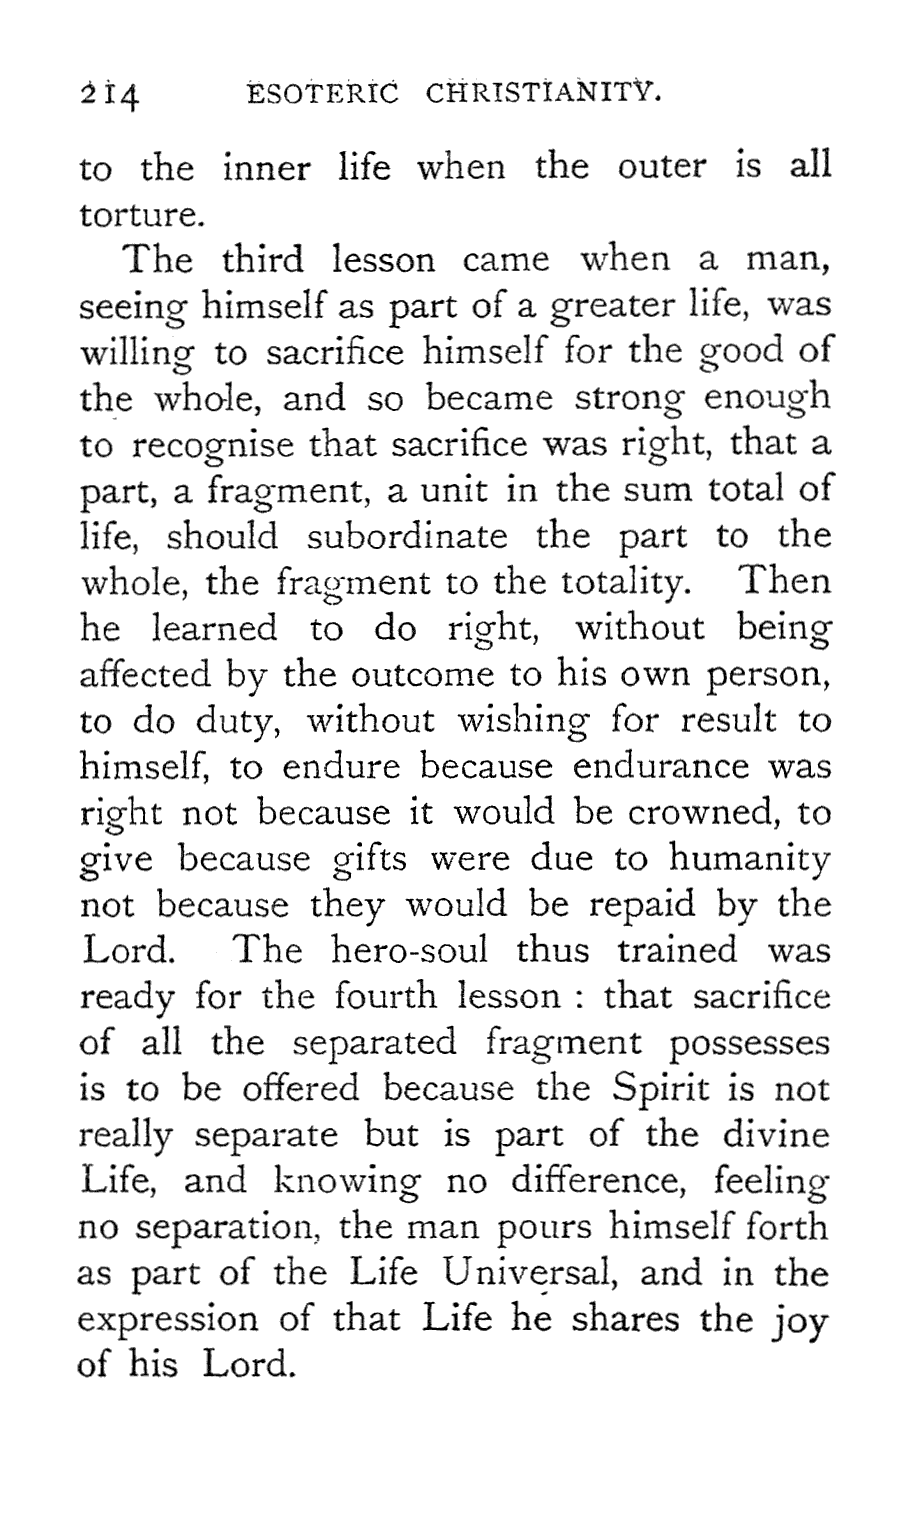 214 ESOTERIC CHRISTIANITY.
to the inner life when the outer is all
torture.
The third lesson came when a man,
seeing himself as part of a greater life, was
willing to sacrifice himself for the good of
the whole, and so became strong enough
to recognise that sacrifice was right, that a
part, a fragment, a unit in the sum total of
life, should subordinate the part to the
whole, the fragment to the totality. Then
he learned to do right, without being
affected by the outcome to his own person,
to do duty, without wishing for result to
himself, to endure because endurance was
right not because it would be crowned, to
give because gifts were due to humanity
not because they would be repaid by the
Lord. The hero-soul thus trained was
ready for the fourth lesson : that sacrifice
of all the separated fragment possesses
is to be offered because the Spirit is not
really separate but is part of the divine
Life, and knowing no difference, feeling
no separation, the man pours himself forth
as part of the Life Universal, and in the
expression of that Life he shares the joy
of his Lord.